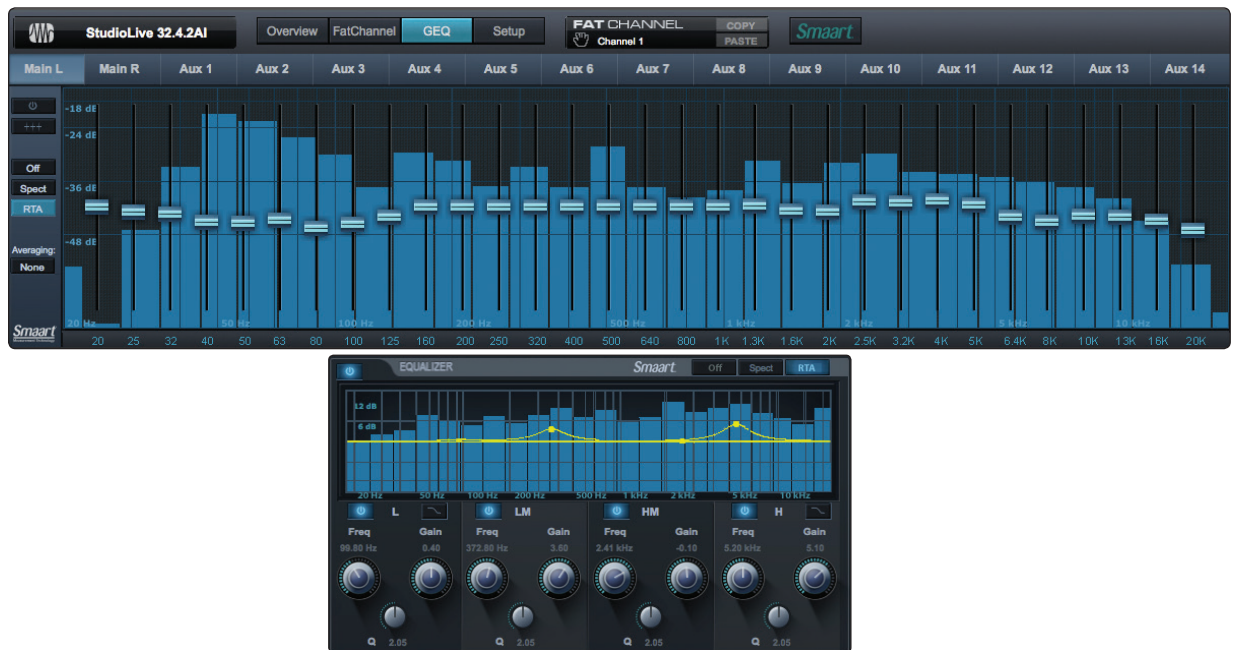 StudioLive 32.4.2AI
Overview FatChannel GEQ Setup
FAT CHANNEL
Channel 1
COPY
PASTE
Smaart
Main L Main R Aux 1 Aux 2 Aux 3 Aux 4 Aux 5 Aux 6 Aux 7 Aux 8 Aux 9 Aux 10 Aux 11 Aux 12 Aux 13 Aux 14
-18 dB
-24 dB
Off
Spect
-36 dB
RTA
-48 dB
Averaging:
None
Smaart
20 Hz 50 Hz 100 Hz 200 Hz 500 Hz 1 kHz 2 kHz 5 kHz 10 kHz
20 25 32 40 50 63 80 100 125 160 200 250 320 400 500 640 800 1K 1.3K 1.6K 2K 2.5K 3.2K 4K 5K 6.4K 8K 10K 13K 16K 20K
EQUALIZER Smaart Off Spect RTA
12 dB
6 dB
20 Hz 50 Hz 100 Hz 200 Hz 500 Hz 1 kHz 2 kHz 5 kHz 10 kHz
L LM HM H
Freq Gain Freq Gain Freq Gain Freq Gain
99.80 Hz 0.40 372.80 Hz 3.60 2.41 kHz -0.10 5.20 kHz 5.10
Q 2.05 Q 2.05 Q 2.05 Q 2.05